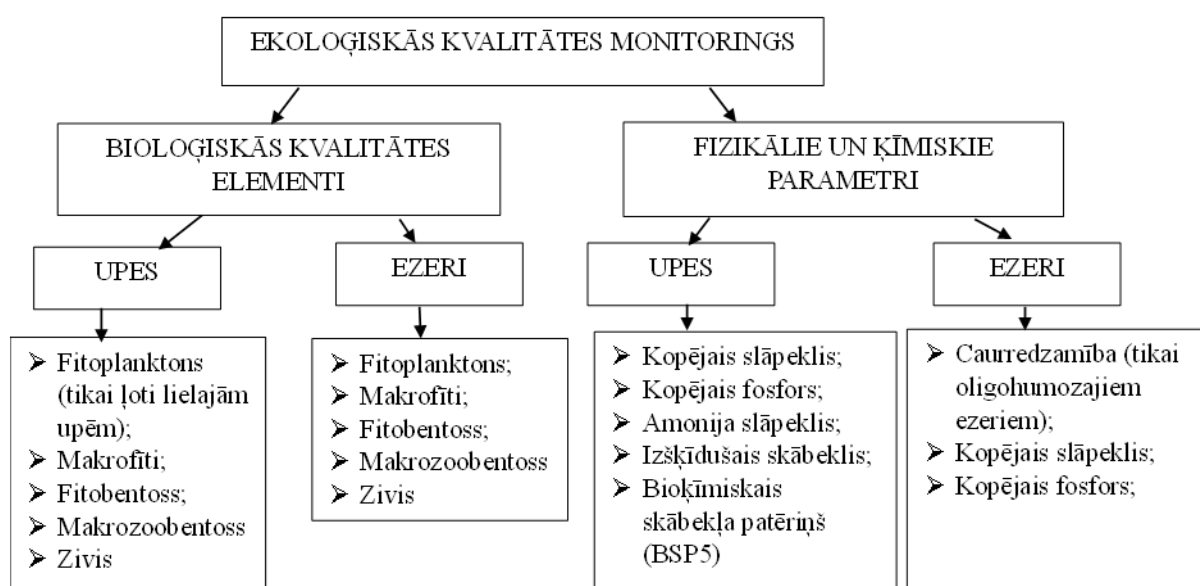 EKOLOĢISKĀS KVALITĀTES MONITORINGS
BIOLOĢISKĀS KVALITĀTES
ELEMENTI
FIZIKĀLIE UN ĶĪMISKIE
PARAMETRI
UPES
EZERI
UPES
EZERI
➢ Fitoplanktons
(tikai ļoti lielajām
upēm);
➢ Makrofīti;
➢ Fitobentoss;
➢ Makrozoobentoss
➢ Zivis
➢ Fitoplanktons;
➢ Makrofīti;
➢ Fitobentoss;
➢ Makrozoobentoss
➢ Zivis
➢ Kopējais slāpeklis;
➢ Kopējais fosfors;
➢ Amonija slāpeklis;
➢ Izšķīdušais skābeklis;
➢ Bioķīmiskais
skābekļa patēriņš
(BSP5)
➢ Caurredzamība (tikai
oligohumozajiem
ezeriem);
➢ Kopējais slāpeklis;
➢ Kopējais fosfors;